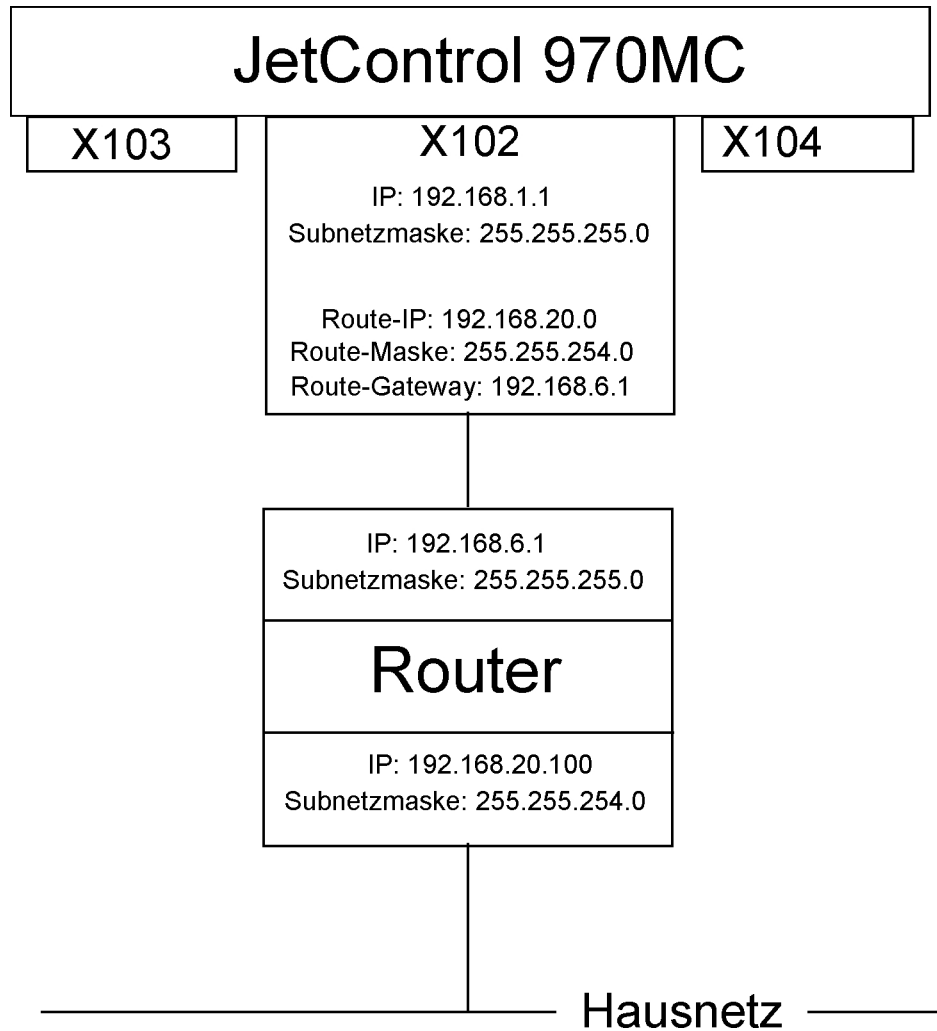 JetControl 970MC
X103
X102
X104
IP: 192.168.1.1
Subnetzmaske: 255.255.255.0
Route-IP: 192.168.20.0
Route-Maske: 255.255.254.0
Route-Gateway: 192.168.6.1
IP: 192.168.6.1
Subnetzmaske: 255.255.255.0
Router
IP: 192.168.20.100
Subnetzmaske: 255.255.254.0
Hausnetz